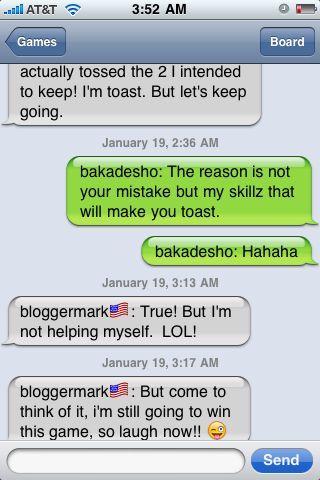 AT&T 3:52 AM
Games Board
actually tossed the 2 I intended
to keep! I'm toast. But let's keep
going.
January 19, 2:36 AM
bakadesho: The reason is not
your mistake but my skillz that
will make you toast.
bakadesho: Hahaha
January 19, 3:13 AM
bloggermark🇺🇸: True! But I'm
not helping myself. LOL!
January 19, 3:17 AM
bloggermark🇺🇸: But come to
think of it, i'm still going to win
this game, so laugh now!! 😜
Send